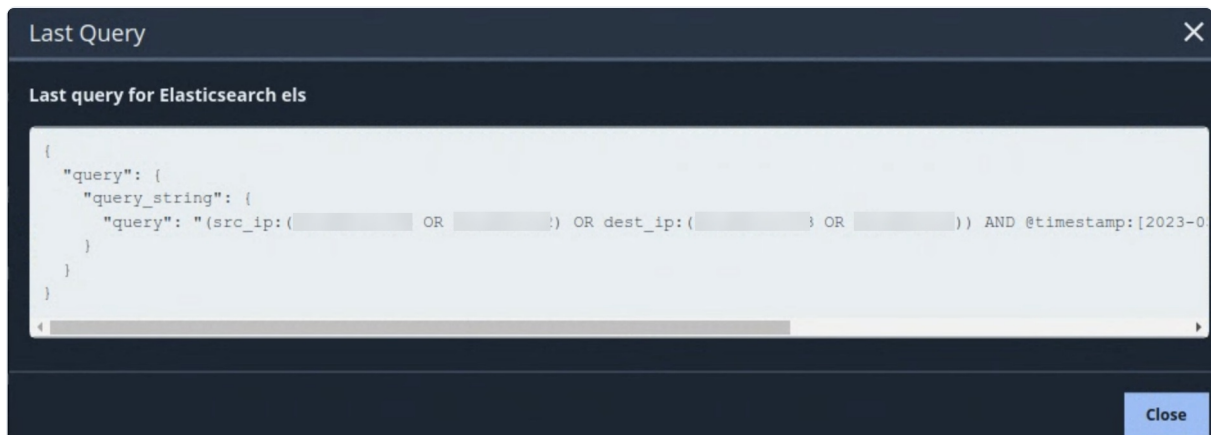 Last Query
Last query for Elasticsearch els
{
"query": {
"query_string": {
"query": "(src_ip:( OR ) OR dest_ip:( OR )) AND @timestamp:[2023-0
}
}
}
Close